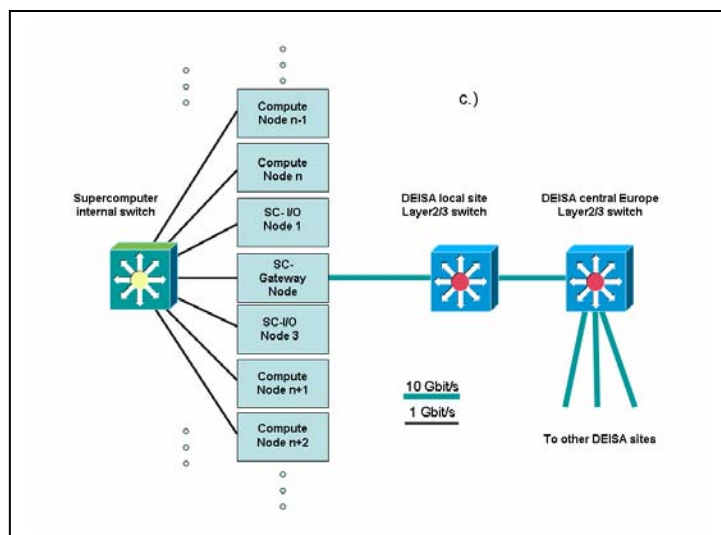 c.)
Compute
Node n-1
Compute
Node n
Supercomputer
internal switch
SC- I/O
Node 1
DEISA local site
Layer2/3 switch
DEISA central Europe
Layer2/3 switch
SC-
Gateway
Node
SC-I/O
Node 3
Compute
Node n+1
Compute
Node n+2
10 Gbit/s
1 Gbit/s
To other DEISA sites